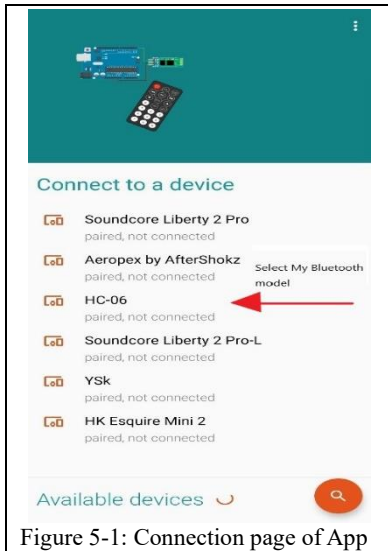 Connect to a device
Soundcore Liberty 2 Pro
paired, not connected
Aeropex by AfterShokz
paired, not connected
Select My Bluetooth
model
HC-06
paired, not connected
Soundcore Liberty 2 Pro-L
paired, not connected
YSk
paired, not connected
HK Esquire Mini 2
paired, not connected
Available devices
Figure 5-1: Connection page of App